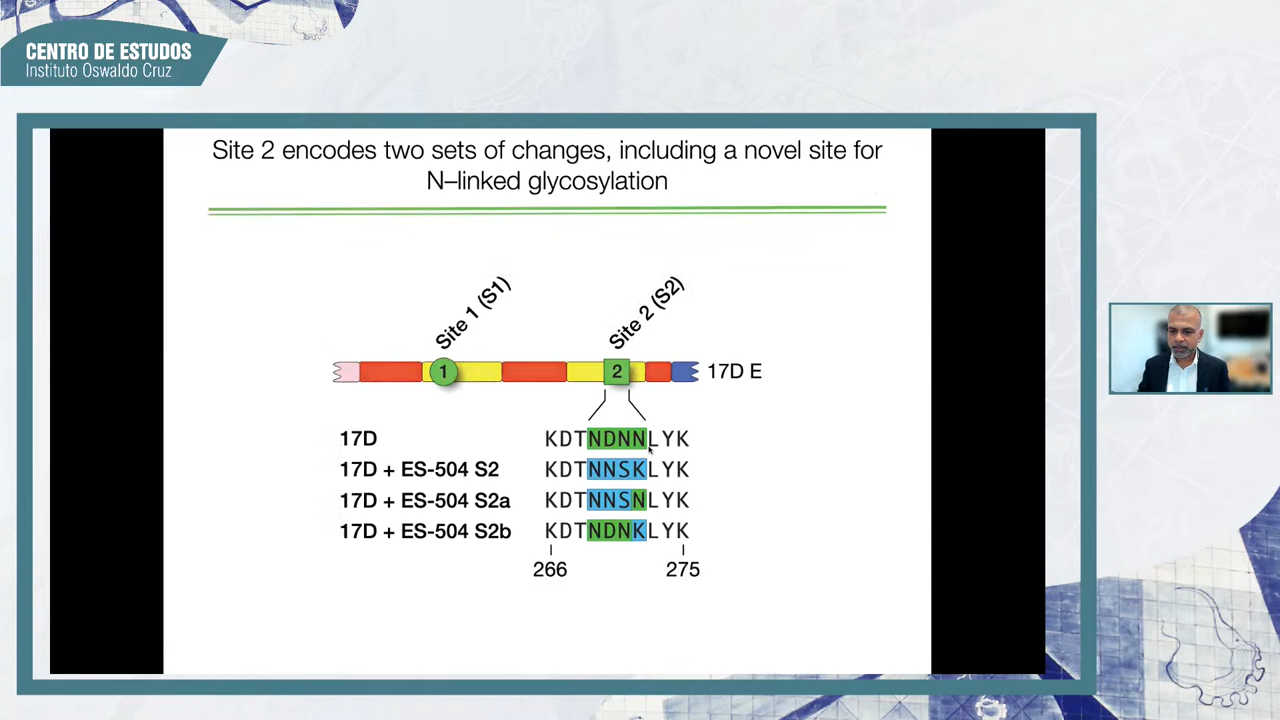 CENTRO DE ESTUDOS
Instituto Oswaldo Cruz
Site 2 encodes two sets of changes, including a novel site for
N–linked glycosylation
Site 1 (S1)
Site 2 (S2)
1
2
17D E
17D KDTNDNNLYK
17D + ES-504 S2 KDTNNSKLYK
17D + ES-504 S2a KDTNNSNLYK
17D + ES-504 S2b KDTNDNKLYK
266 275